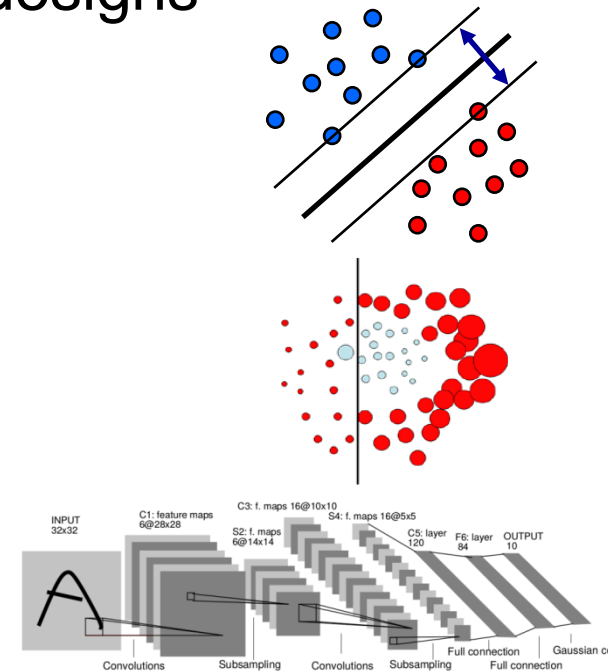 designs
C3: f. maps 16@10x10
INPUT
32x32
C1: feature maps
6@28x28
S2: f. maps
6@14x14
S4: f. maps 16@5x5
C5: layer
120
F6: layer
84
OUTPUT
10
A
Convolutions
Subsampling
Convolutions
Subsampling
Full connection
Full connection
Gaussian